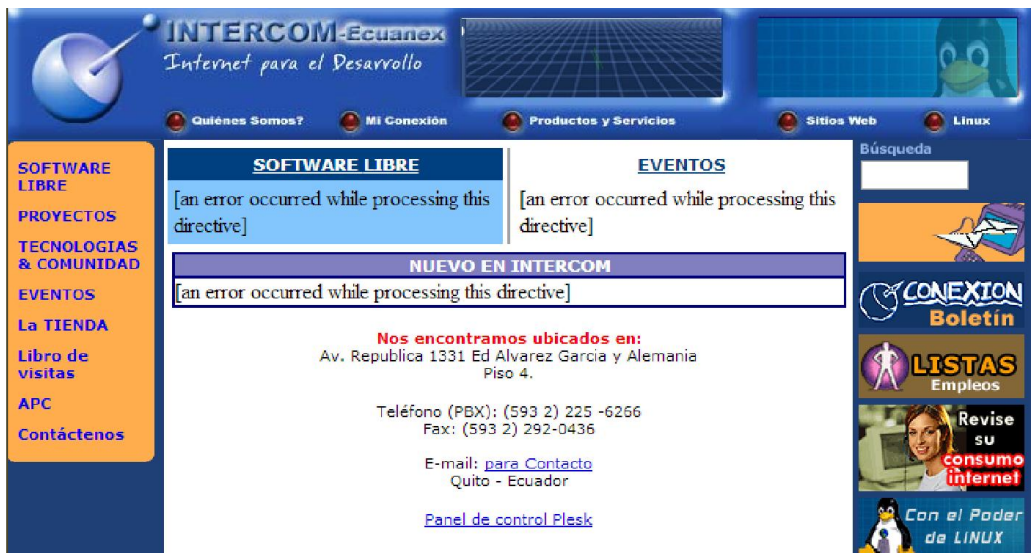 INTERCOM-Ecuanex
Internet para el Desarrollo
Quiénes Somos?
Mi Conexión
Productos y Servicios
Sitios Web
Linux
SOFTWARE
LIBRE
PROYECTOS
TECNOLOGIAS
& COMUNIDAD
EVENTOS
La TIENDA
Libro de
visitas
APC
Contáctenos
SOFTWARE LIBRE
[an error occurred while processing this
directive]
EVENTOS
[an error occurred while processing this
directive]
NUEVO EN INTERCOM
[an error occurred while processing this directive]
Nos encontramos ubicados en:
Av. Republica 1331 Ed Alvarez Garcia y Alemania
Piso 4.
Teléfono (PBX): (593 2) 225 -6266
Fax: (593 2) 292-0436
E-mail: para Contacto
Quito - Ecuador
Panel de control Plesk
Búsqueda
CONEXION
Boletín
LISTAS
Empleos
Revise
su
consumo
internet
Con el Poder
de LINUX